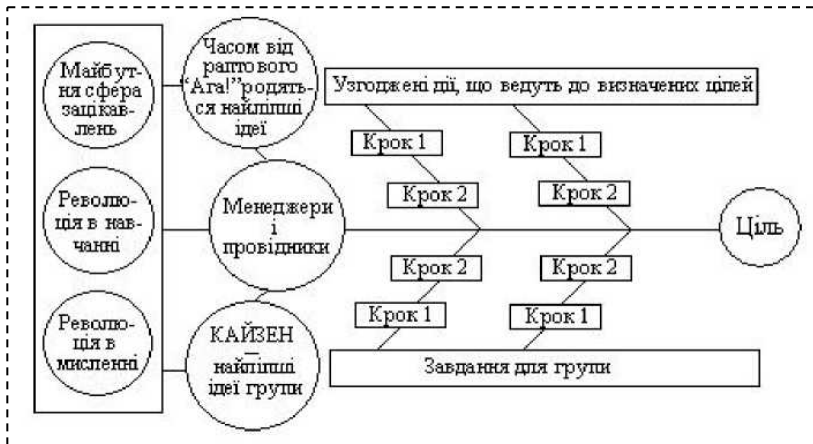 Майбут-
ня сфера
зацікав-
лень
Револю-
ція в нав-
чанні
Револю-
ція в
мисленні
Часом від
раптового
“Ага!” родять-
ся найліпші
ідеї
Менеджери
і
провідники
КАЙЗЕН
–
найліпші
ідеї групи
Узгоджені дії, що ведуть до визначених цілей
Крок 1
Крок 1
Крок 2
Крок 2
Крок 2
Крок 2
Крок 1
Крок 1
Завдання для групи
Ціль